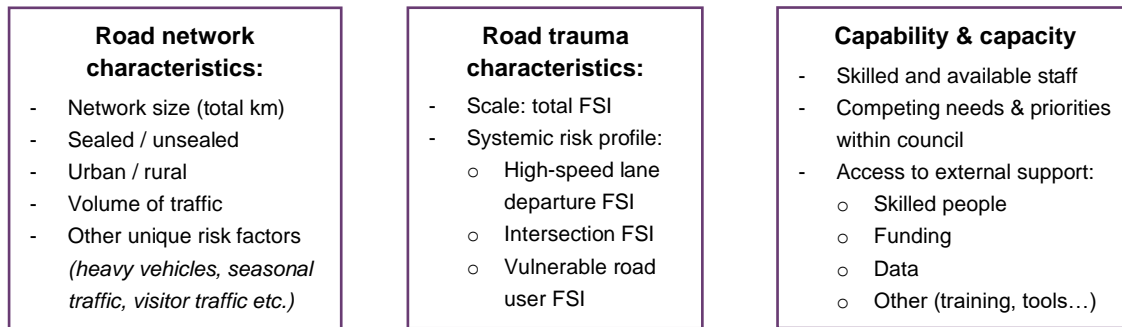 Road network
characteristics:
- Network size (total km)
- Sealed / unsealed
- Urban / rural
- Volume of traffic
- Other unique risk factors
(heavy vehicles, seasonal
traffic, visitor traffic etc.)
Road trauma
characteristics:
- Scale: total FSI
- Systemic risk profile:
o High-speed lane
departure FSI
o Intersection FSI
o Vulnerable road
user FSI
Capability & capacity
- Skilled and available staff
- Competing needs & priorities
within council
- Access to external support:
o Skilled people
o Funding
o Data
o Other (training, tools…)